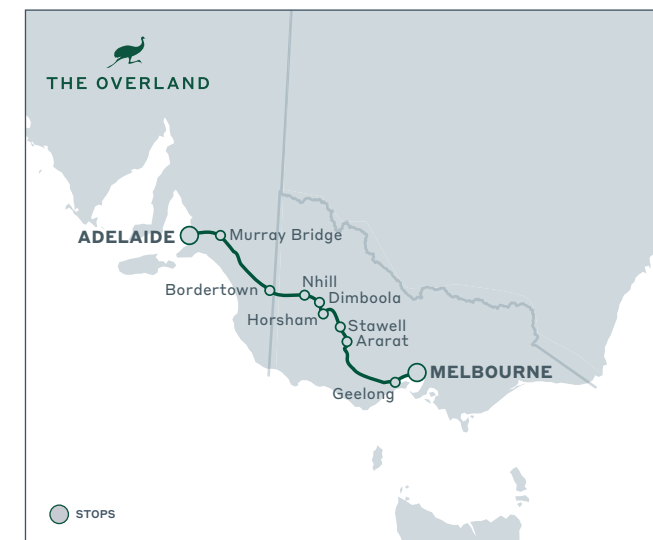 THE OVERLAND
ADELAIDE
Murray Bridge
Bordertown
Nhill
Dimboola
Horsham
Stawell
Ararat
MELBOURNE
Geelong
STOPS